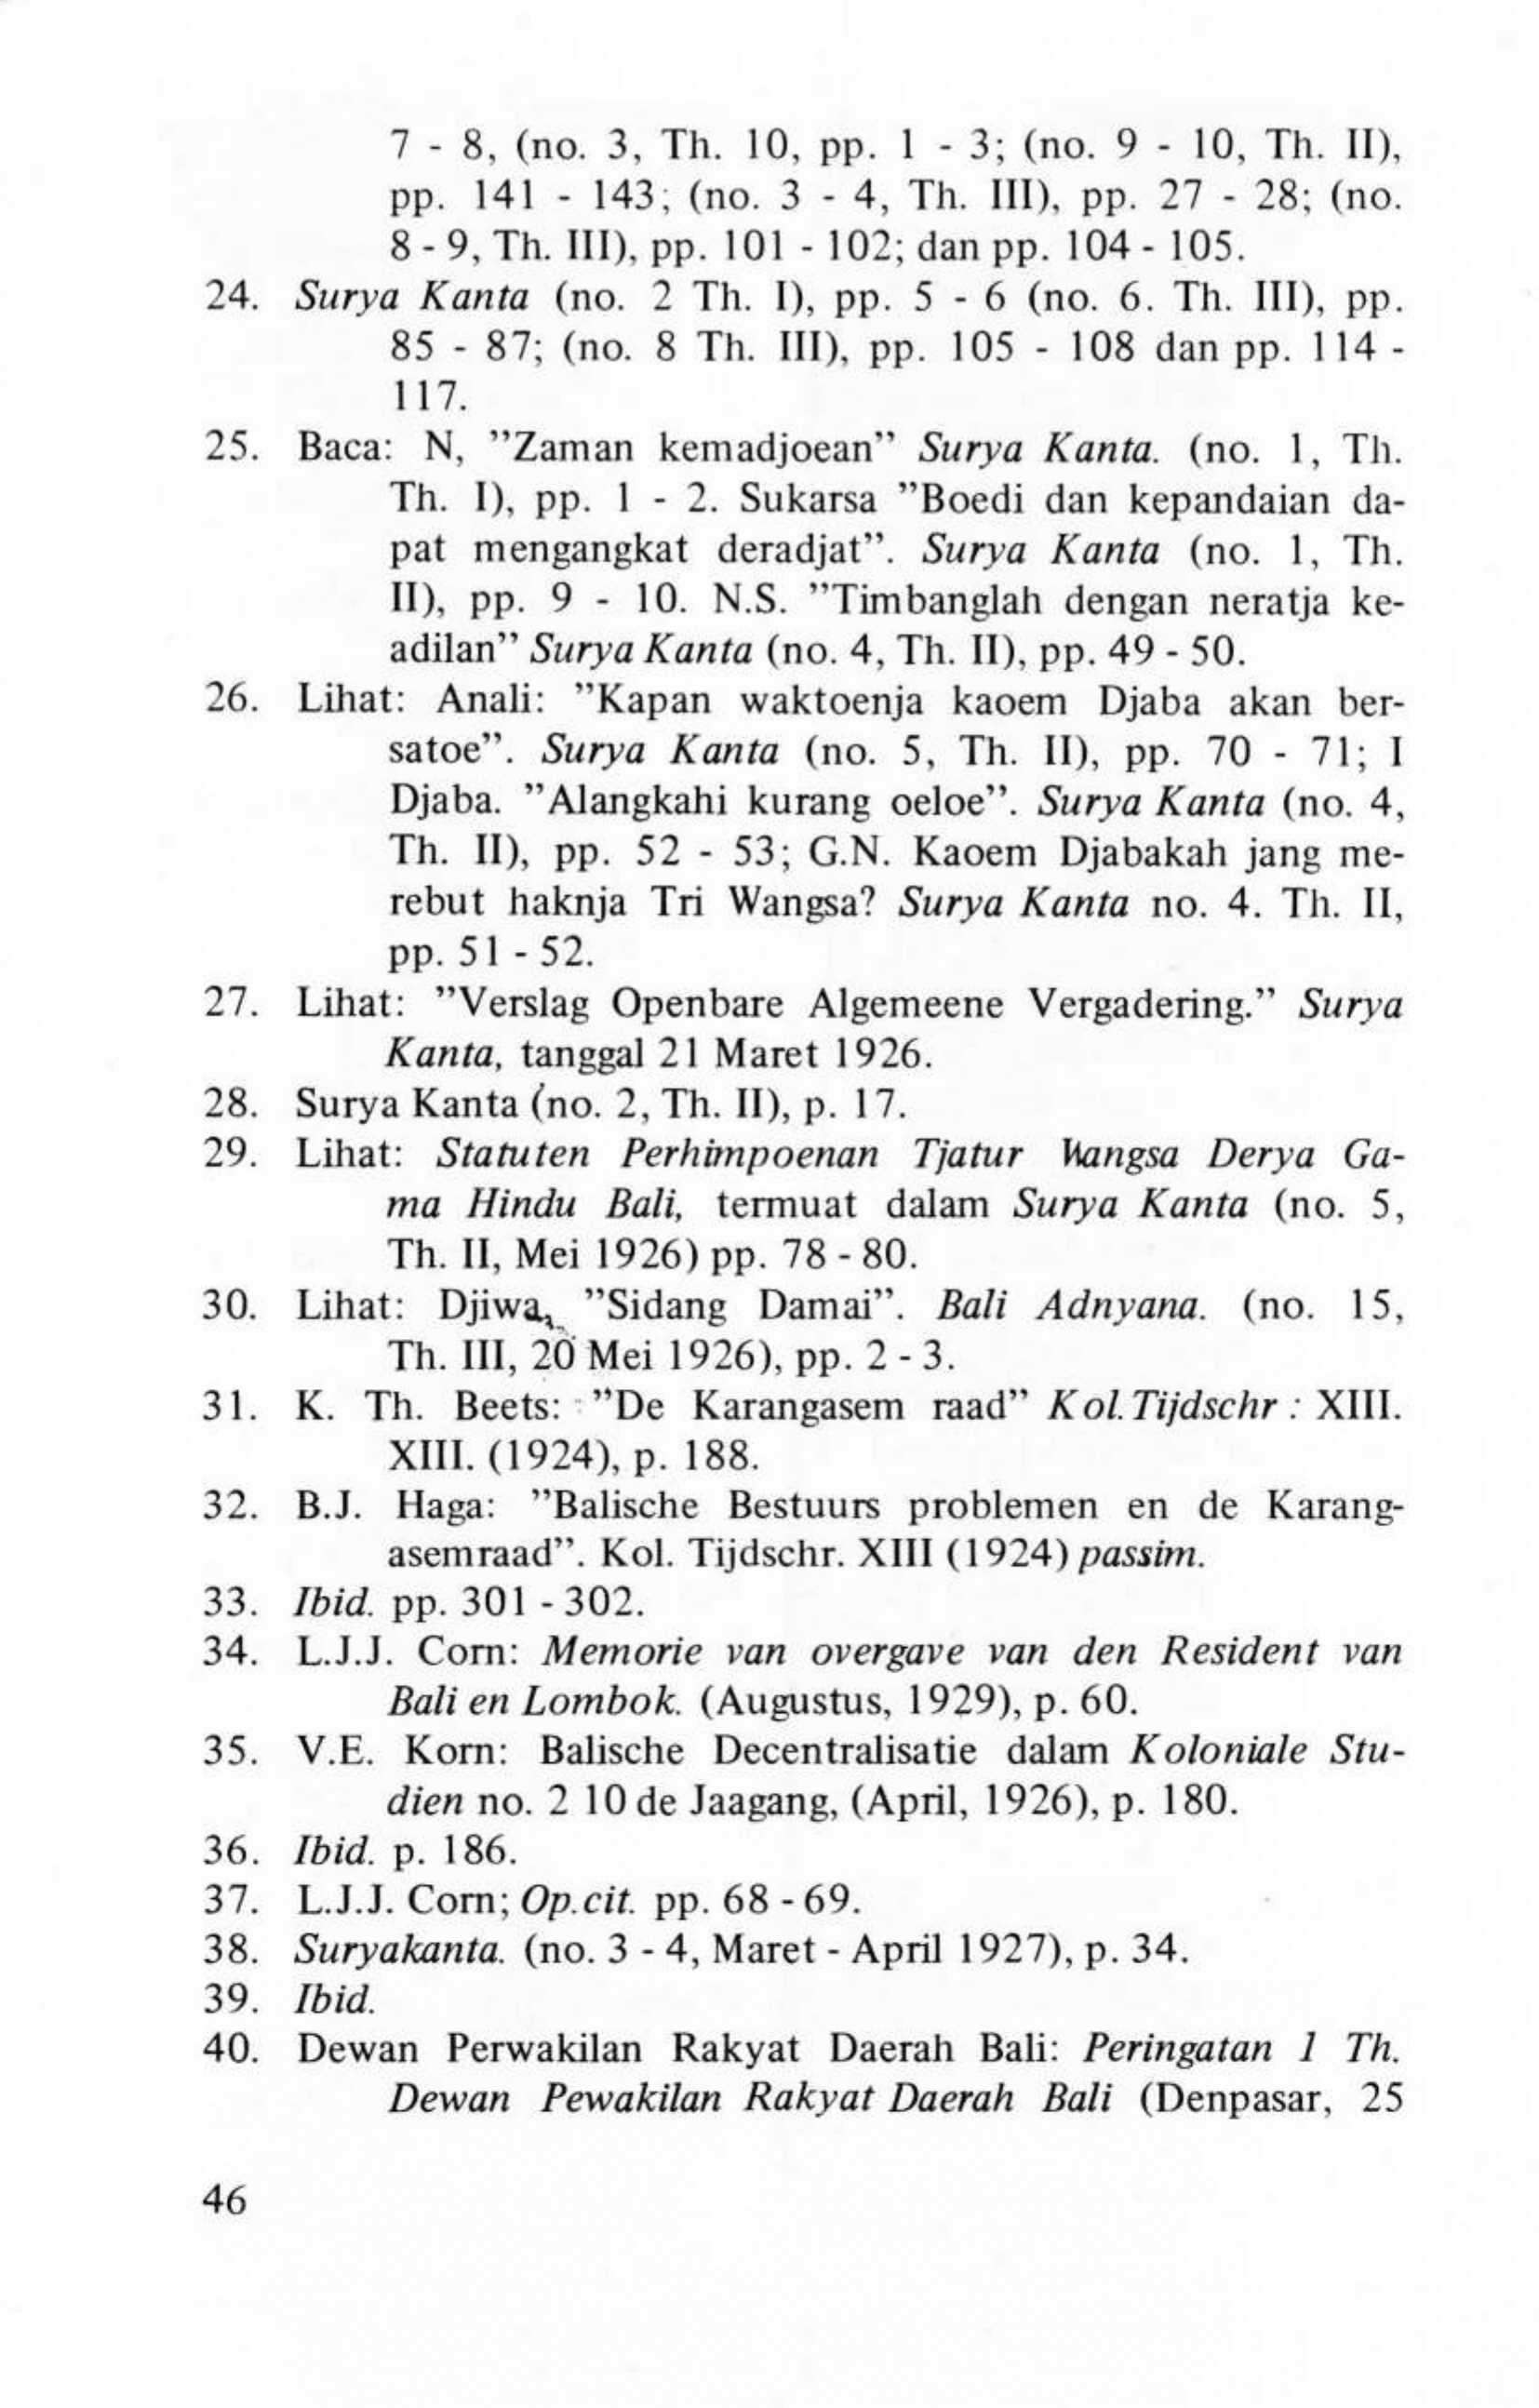 7 - 8, (no. 3, Th. 10, pp. 1 - 3; (no. 9 - 10, Th. II),
pp. 141 - 143; (no. 3 - 4, Th. III), pp. 27 - 28; (no.
8 - 9, Th. III), pp. 101 - 102; dan pp. 104 - 105.
24. Surya Kanta (no. 2 Th. I), pp. 5 - 6 (no. 6. Th. III), pp.
85 - 87; (no. 8 Th. III), pp. 105 - 108 dan pp. 114 -
117.
25. Baca: N, ”Zaman kemadjoean” Surya Kanta. (no. 1, Th.
Th. I), pp. 1 - 2. Sukarsa ”Boedi dan kepandaian da-
pat mengangkat deradjat”. Surya Kanta (no. 1, Th.
II), pp. 9 - 10. N.S. ”Timbanglah dengan neratja ke-
adilan” Surya Kanta (no. 4, Th. II), pp. 49 - 50.
26. Lihat: Anali: ”Kapan waktoenja kaoem Djaba akan ber-
satoe”. Surya Kanta (no. 5, Th. II), pp. 70 - 71; I
Djaba. ”Alangkahi kurang oeloe”. Surya Kanta (no. 4,
Th. II), pp. 52 - 53; G.N. Kaoem Djabakah jang me-
rebut haknja Tri Wangsa? Surya Kanta no. 4. Th. II,
pp. 51 - 52.
27. Lihat: ”Verslag Openbare Algemeene Vergadering.” Surya
Kanta, tanggal 21 Maret 1926.
28. Surya Kanta (no. 2, Th. II), p. 17.
29. Lihat: Statuten Perhimpoenan Tjatur Wangsa Derya Ga-
ma Hindu Bali, termuat dalam Surya Kanta (no. 5,
Th. II, Mei 1926) pp. 78 - 80.
30. Lihat: Djiwa, ”Sidang Damai”. Bali Adnyana. (no. 15,
Th. III, 20 Mei 1926), pp. 2 - 3.
31. K. Th. Beets: ”De Karangasem raad” Kol. Tijdschr : XIII.
XIII. (1924), p. 188.
32. B.J. Haga: ”Balische Bestuurs problemen en de Karang-
asemraad”. Kol. Tijdschr. XIII (1924) passim.
33. Ibid. pp. 301 - 302.
34. L.J.J. Corn: Memorie van overgave van den Resident van
Bali en Lombok. (Augustus, 1929), p. 60.
35. V.E. Korn: Balische Decentralisatie dalam Koloniale Stu-
dien no. 2 10 de Jaagang, (April, 1926), p. 180.
36. Ibid. p. 186.
37. L.J.J. Corn; Op.cit. pp. 68 - 69.
38. Suryakanta. (no. 3 - 4, Maret - April 1927), p. 34.
39. Ibid.
40. Dewan Perwakilan Rakyat Daerah Bali: Peringatan 1 Th.
Dewan Pewakilan Rakyat Daerah Bali (Denpasar, 25
46